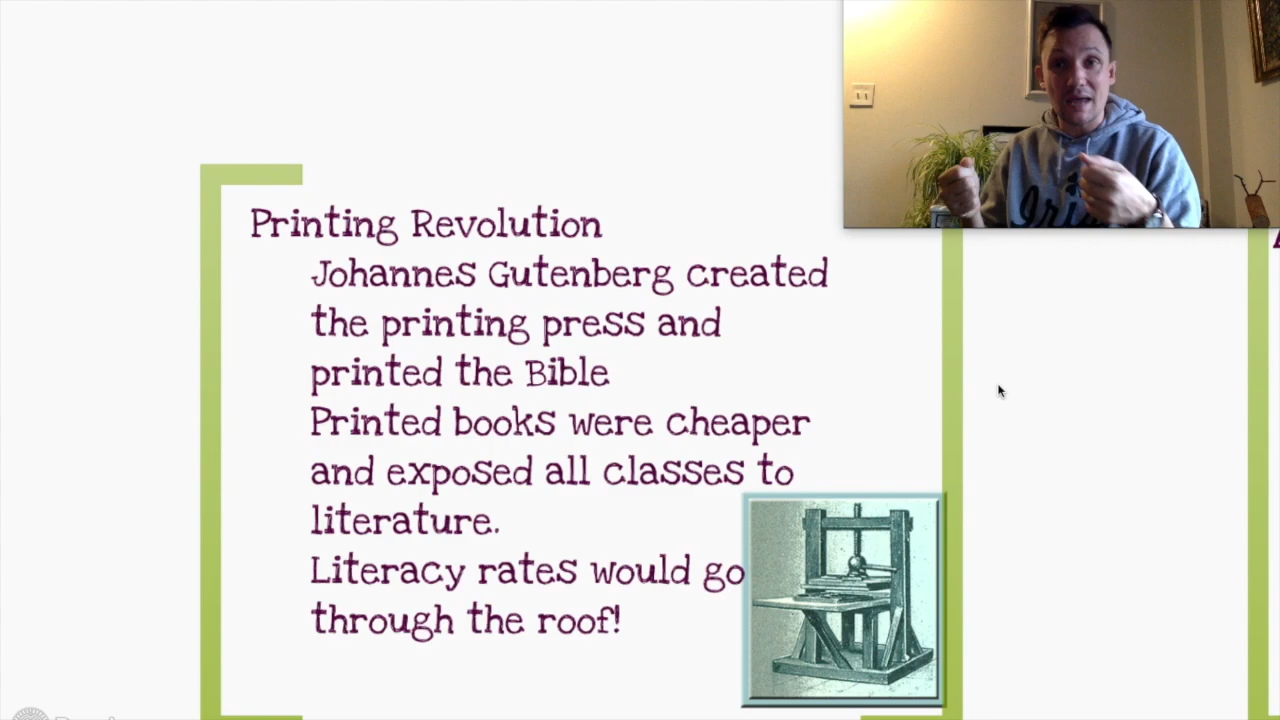 Printing Revolution
Johannes Gutenberg created
the printing press and
printed the Bible
Printed books were cheaper
and exposed all classes to
literature.
Literacy rates would go
through the roof!